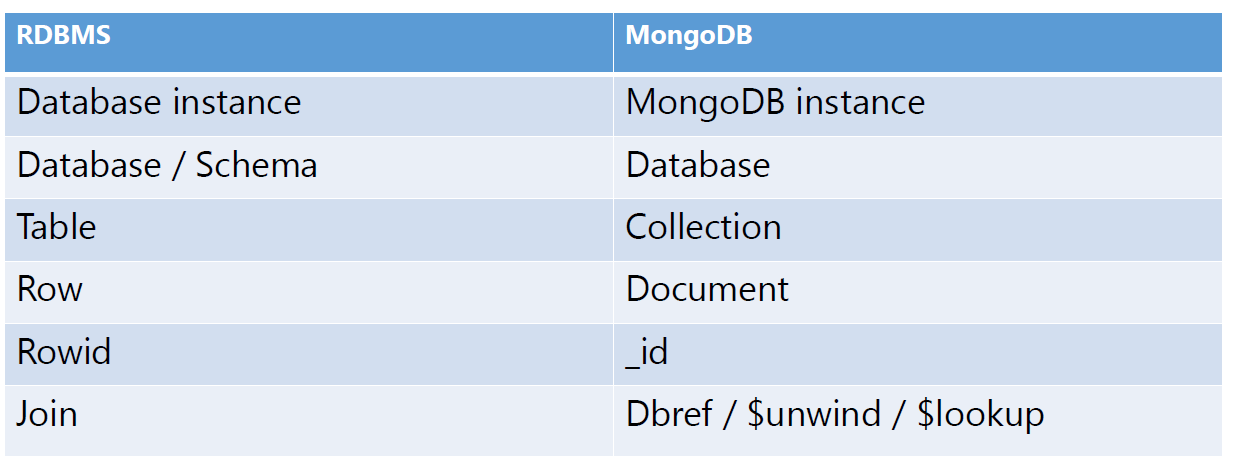 RDBMS MongoDB
Database instance MongoDB instance
Database / Schema Database
Table Collection
Row Document
Rowid _id
Join Dbref / $unwind / $lookup